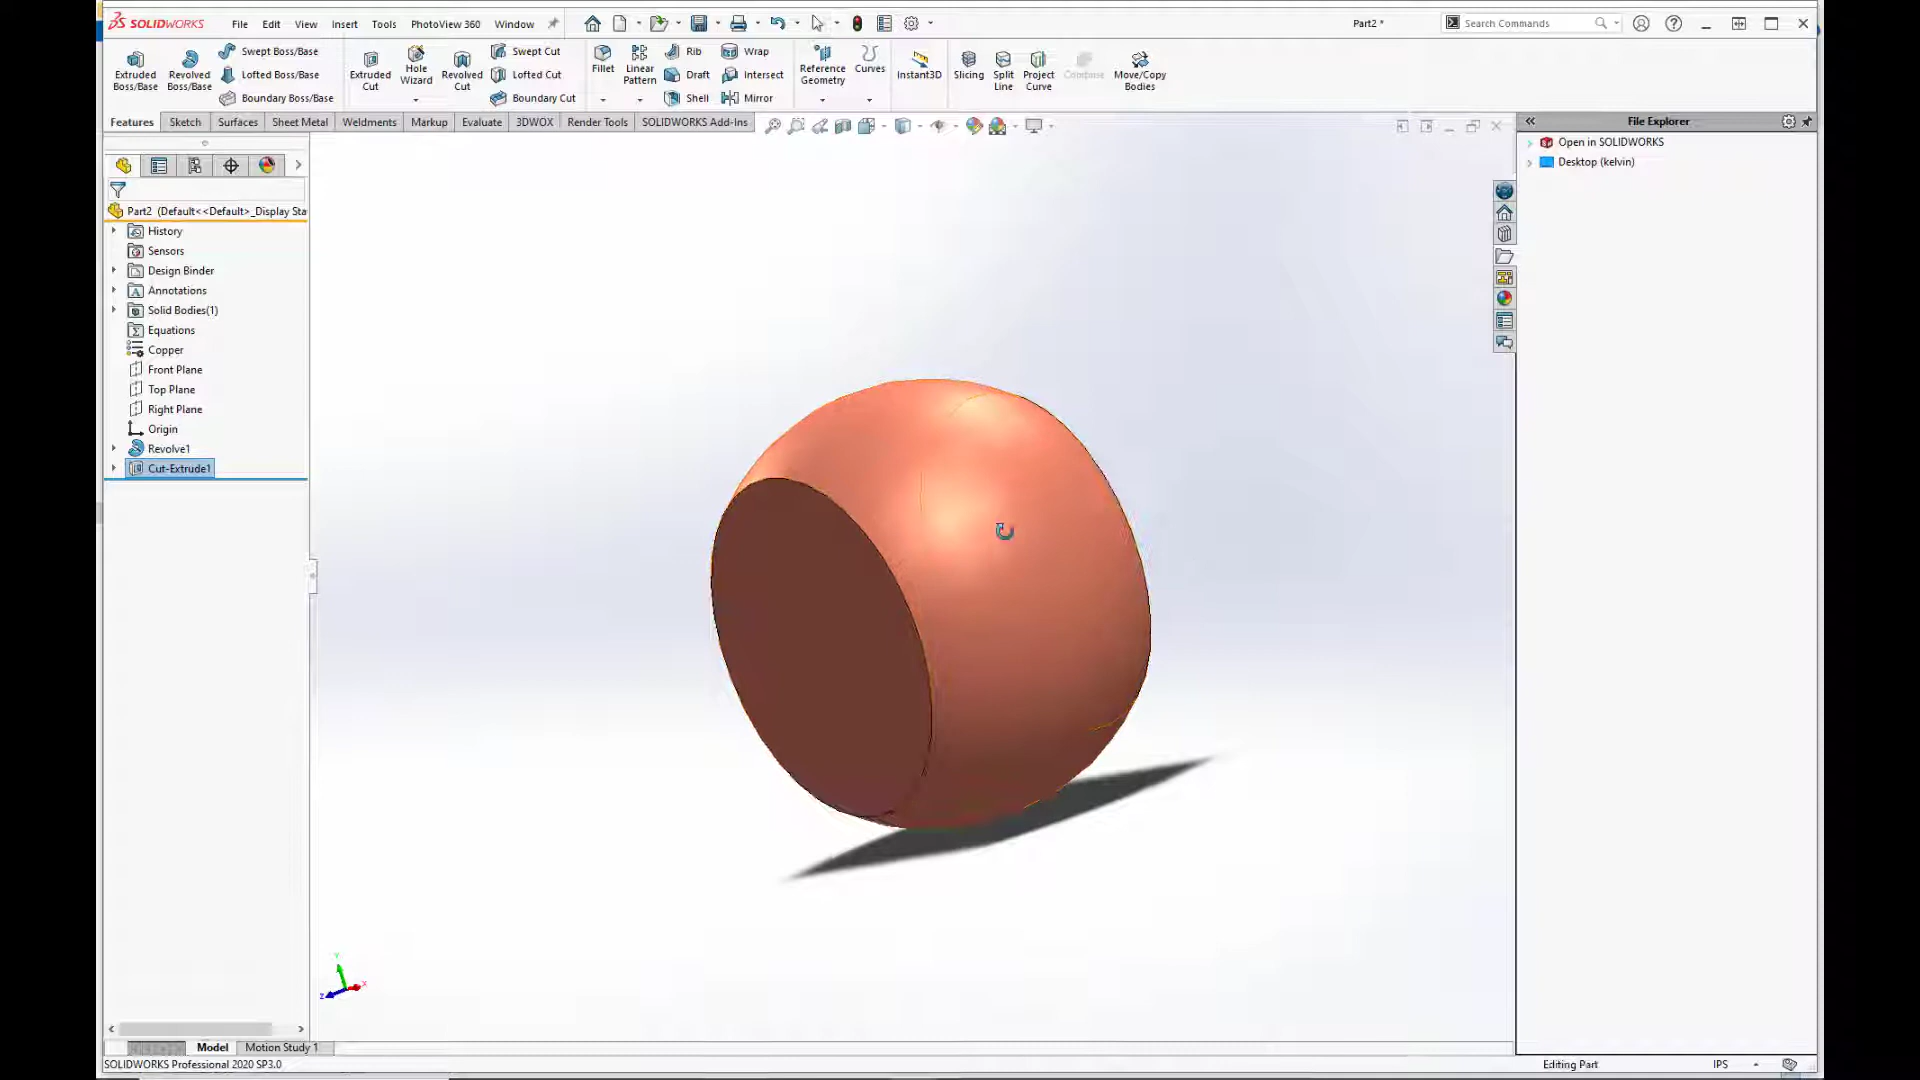 SOLIDWORKS File Edit View Insert Tools PhotoView 360 Window Part2 * Search Commands
Extruded Boss/Base Revolved Boss/Base Swept Boss/Base Lofted Boss/Base Boundary Boss/Base Extruded Cut Hole Wizard Revolved Cut Swept Cut Lofted Cut Boundary Cut Fillet Linear Pattern Rib Draft Shell Wrap Intersect Mirror Reference Geometry Curves Instant3D Slicing Split Line Project Curve Combine Move/Copy Bodies
Features Sketch Surfaces Sheet Metal Weldments Markup Evaluate 3DWOX Render Tools SOLIDWORKS Add-Ins
File Explorer
Open in SOLIDWORKS
Desktop (kelvin)
Part2 (Default<<Default>_Display Sta
History
Sensors
Design Binder
Annotations
Solid Bodies(1)
Equations
Copper
Front Plane
Top Plane
Right Plane
Origin
Revolve1
Cut-Extrude1
Y
X
Z
Model Motion Study 1
SOLIDWORKS Professional 2020 SP3.0 Editing Part IPS